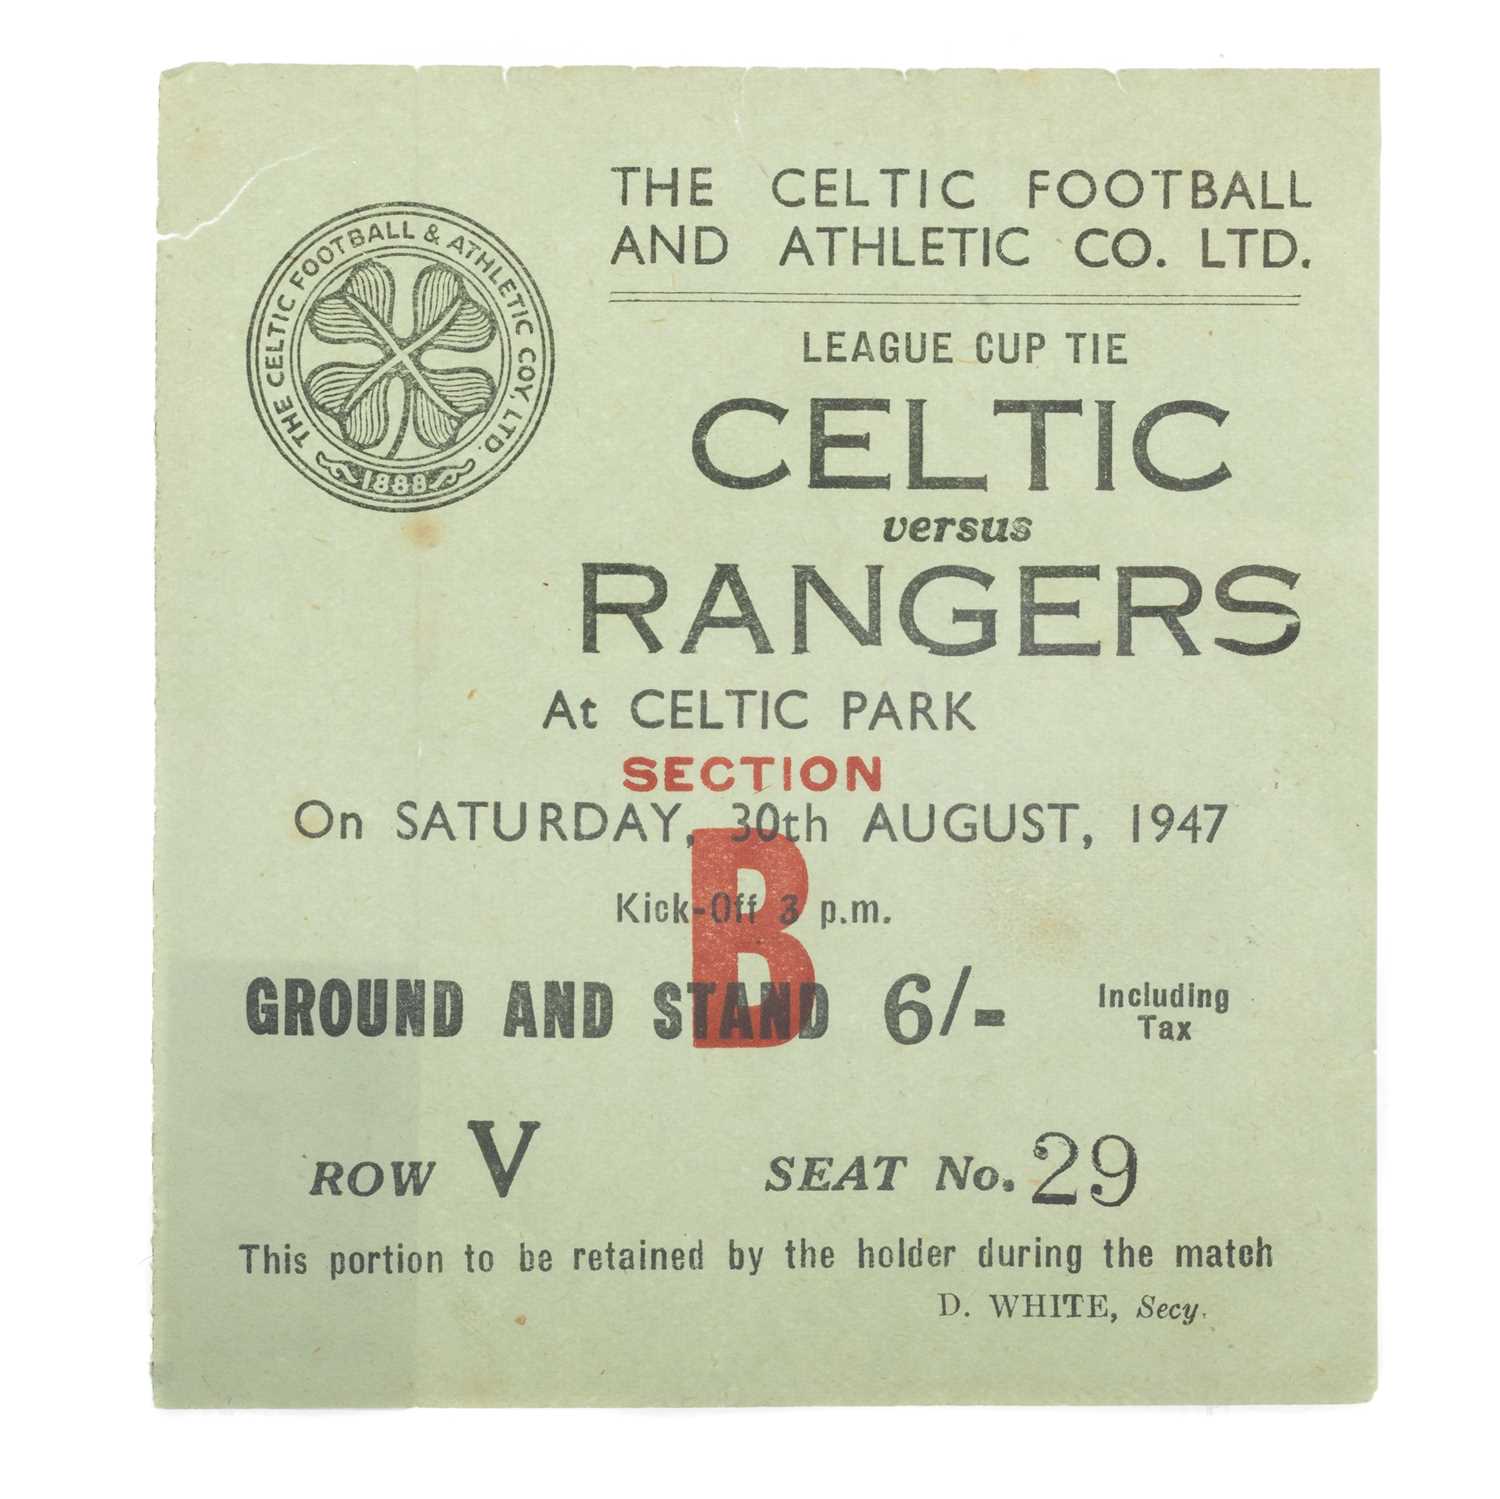 THE CELTIC FOOTBALL & ATHLETIC COY. LTD.
1888
THE CELTIC FOOTBALL
AND ATHLETIC CO. LTD.
LEAGUE CUP TIE
CELTIC
versus
RANGERS
At CELTIC PARK
SECTION
On SATURDAY, 30th AUGUST, 1947
B
Kick-Off 3 p.m.
GROUND AND STAND 6/- Including
Tax
ROW V SEAT No. 29
This portion to be retained by the holder during the match
D. WHITE, Secy.